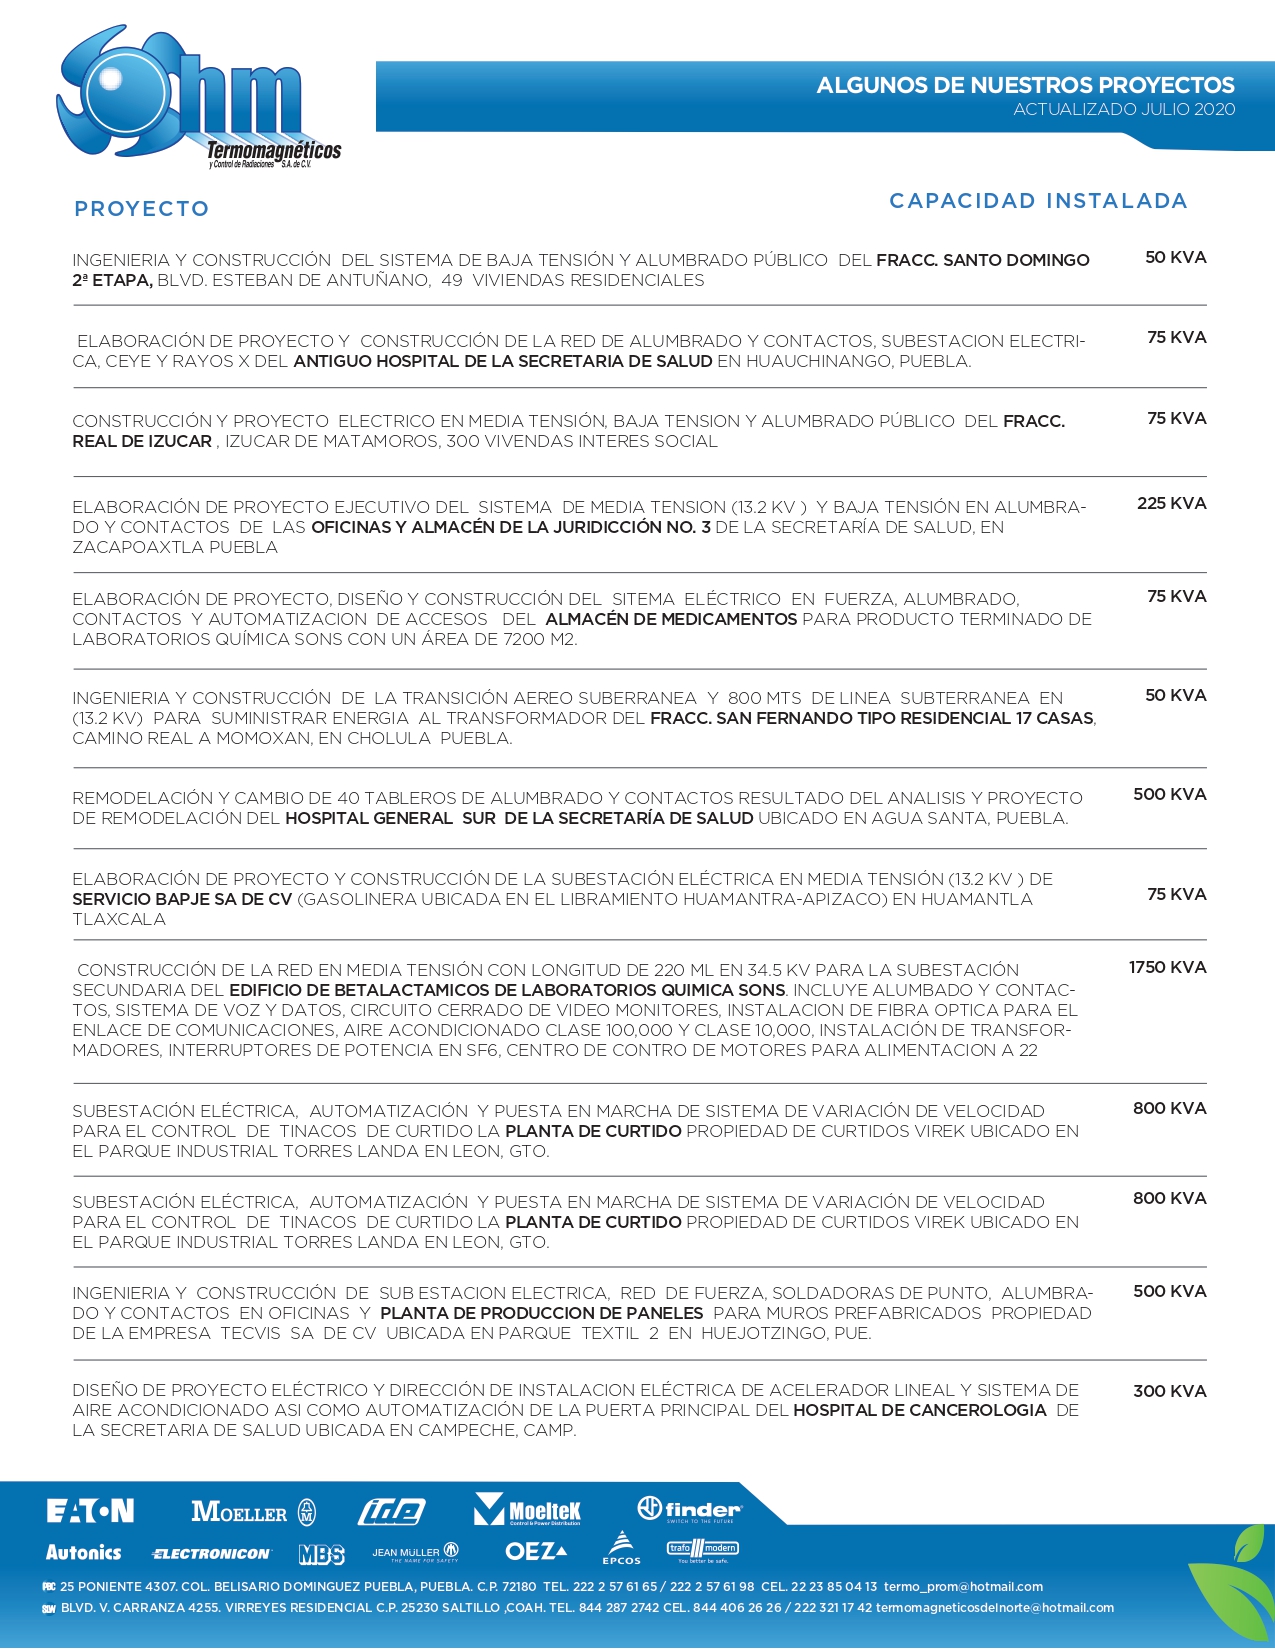 Ohm
Termomagnéticos
y Control de Radiaciones S.A. de C.V.
ALGUNOS DE NUESTROS PROYECTOS
ACTUALIZADO JULIO 2020
PROYECTO
CAPACIDAD INSTALADA
INGENIERIA Y CONSTRUCCIÓN DEL SISTEMA DE BAJA TENSIÓN Y ALUMBRADO PÚBLICO DEL FRACC. SANTO DOMINGO
2ª ETAPA, BLVD. ESTEBAN DE ANTUÑANO, 49 VIVIENDAS RESIDENCIALES
50 KVA
ELABORACIÓN DE PROYECTO Y CONSTRUCCIÓN DE LA RED DE ALUMBRADO Y CONTACTOS, SUBESTACION ELECTRI-
CA, CEYE Y RAYOS X DEL ANTIGUO HOSPITAL DE LA SECRETARIA DE SALUD EN HUAUCHINANGO, PUEBLA.
75 KVA
CONSTRUCCIÓN Y PROYECTO ELECTRICO EN MEDIA TENSIÓN, BAJA TENSION Y ALUMBRADO PÚBLICO DEL FRACC.
REAL DE IZUCAR , IZUCAR DE MATAMOROS, 300 VIVENDAS INTERES SOCIAL
75 KVA
ELABORACIÓN DE PROYECTO EJECUTIVO DEL SISTEMA DE MEDIA TENSION (13.2 KV ) Y BAJA TENSIÓN EN ALUMBRA-
DO Y CONTACTOS DE LAS OFICINAS Y ALMACÉN DE LA JURIDICCIÓN NO. 3 DE LA SECRETARÍA DE SALUD, EN
ZACAPOAXTLA PUEBLA
225 KVA
ELABORACIÓN DE PROYECTO, DISEÑO Y CONSTRUCCIÓN DEL SITEMA ELÉCTRICO EN FUERZA, ALUMBRADO,
CONTACTOS Y AUTOMATIZACION DE ACCESOS DEL ALMACÉN DE MEDICAMENTOS PARA PRODUCTO TERMINADO DE
LABORATORIOS QUÍMICA SONS CON UN ÁREA DE 7200 M2.
75 KVA
INGENIERIA Y CONSTRUCCIÓN DE LA TRANSICIÓN AEREO SUBERRANEA Y 800 MTS DE LINEA SUBTERRANEA EN
(13.2 KV) PARA SUMINISTRAR ENERGIA AL TRANSFORMADOR DEL FRACC. SAN FERNANDO TIPO RESIDENCIAL 17 CASAS,
CAMINO REAL A MOMOXAN, EN CHOLULA PUEBLA.
50 KVA
REMODELACIÓN Y CAMBIO DE 40 TABLEROS DE ALUMBRADO Y CONTACTOS RESULTADO DEL ANALISIS Y PROYECTO
DE REMODELACIÓN DEL HOSPITAL GENERAL SUR DE LA SECRETARÍA DE SALUD UBICADO EN AGUA SANTA, PUEBLA.
500 KVA
ELABORACIÓN DE PROYECTO Y CONSTRUCCIÓN DE LA SUBESTACIÓN ELÉCTRICA EN MEDIA TENSIÓN (13.2 KV ) DE
SERVICIO BAPJE SA DE CV (GASOLINERA UBICADA EN EL LIBRAMIENTO HUAMANTRA-APIZACO) EN HUAMANTLA
TLAXCALA
75 KVA
CONSTRUCCIÓN DE LA RED EN MEDIA TENSIÓN CON LONGITUD DE 220 ML EN 34.5 KV PARA LA SUBESTACIÓN
SECUNDARIA DEL EDIFICIO DE BETALACTAMICOS DE LABORATORIOS QUIMICA SONS. INCLUYE ALUMBADO Y CONTAC-
TOS, SISTEMA DE VOZ Y DATOS, CIRCUITO CERRADO DE VIDEO MONITORES, INSTALACION DE FIBRA OPTICA PARA EL
ENLACE DE COMUNICACIONES, AIRE ACONDICIONADO CLASE 100,000 Y CLASE 10,000, INSTALACIÓN DE TRANSFOR-
MADORES, INTERRUPTORES DE POTENCIA EN SF6, CENTRO DE CONTRO DE MOTORES PARA ALIMENTACION A 22
1750 KVA
SUBESTACIÓN ELÉCTRICA, AUTOMATIZACIÓN Y PUESTA EN MARCHA DE SISTEMA DE VARIACIÓN DE VELOCIDAD
PARA EL CONTROL DE TINACOS DE CURTIDO LA PLANTA DE CURTIDO PROPIEDAD DE CURTIDOS VIREK UBICADO EN
EL PARQUE INDUSTRIAL TORRES LANDA EN LEON, GTO.
800 KVA
SUBESTACIÓN ELÉCTRICA, AUTOMATIZACIÓN Y PUESTA EN MARCHA DE SISTEMA DE VARIACIÓN DE VELOCIDAD
PARA EL CONTROL DE TINACOS DE CURTIDO LA PLANTA DE CURTIDO PROPIEDAD DE CURTIDOS VIREK UBICADO EN
EL PARQUE INDUSTRIAL TORRES LANDA EN LEON, GTO.
800 KVA
INGENIERIA Y CONSTRUCCIÓN DE SUB ESTACION ELECTRICA, RED DE FUERZA, SOLDADORAS DE PUNTO, ALUMBRA-
DO Y CONTACTOS EN OFICINAS Y PLANTA DE PRODUCCION DE PANELES PARA MUROS PREFABRICADOS PROPIEDAD
DE LA EMPRESA TECVIS SA DE CV UBICADA EN PARQUE TEXTIL 2 EN HUEJOTZINGO, PUE.
500 KVA
DISEÑO DE PROYECTO ELÉCTRICO Y DIRECCIÓN DE INSTALACION ELÉCTRICA DE ACELERADOR LINEAL Y SISTEMA DE
AIRE ACONDICIONADO ASI COMO AUTOMATIZACIÓN DE LA PUERTA PRINCIPAL DEL HOSPITAL DE CANCEROLOGIA DE
LA SECRETARIA DE SALUD UBICADA EN CAMPECHE, CAMP.
300 KVA
EATON MOELLER ide MoelteK finder
Control & Power Distribution SWITCH TO THE FUTURE
Autonics ELECTRONICON MBS JEAN MÜLLER OEZ EPCOS trafo modern
THE NAME FOR SAFETY You better be safe.
25 PONIENTE 4307. COL. BELISARIO DOMINGUEZ PUEBLA, PUEBLA. C.P. 72180 TEL. 222 2 57 61 65 / 222 2 57 61 98 CEL. 22 23 85 04 13 termo_prom@hotmail.com
BLVD. V. CARRANZA 4255. VIRREYES RESIDENCIAL C.P. 25230 SALTILLO ,COAH. TEL. 844 287 2742 CEL. 844 406 26 26 / 222 321 17 42 termomagneticosdelnorte@hotmail.com